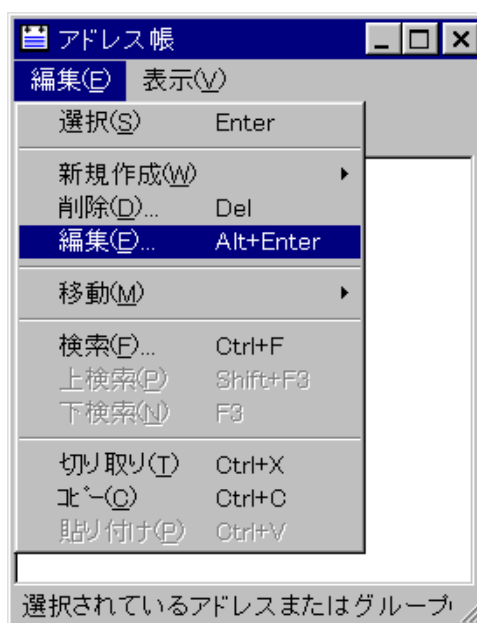 アドレス帳
編集(E) 表示(V)
選択(S) Enter
新規作成(W)
削除(D)... Del
編集(E)... Alt+Enter
移動(M)
検索(F)... Ctrl+F
上検索(P) Shift+F3
下検索(N) F3
切り取り(T) Ctrl+X
ｺﾋﾟｰ(C) Ctrl+C
貼り付け(P) Ctrl+V
選択されているアドレスまたはグループ